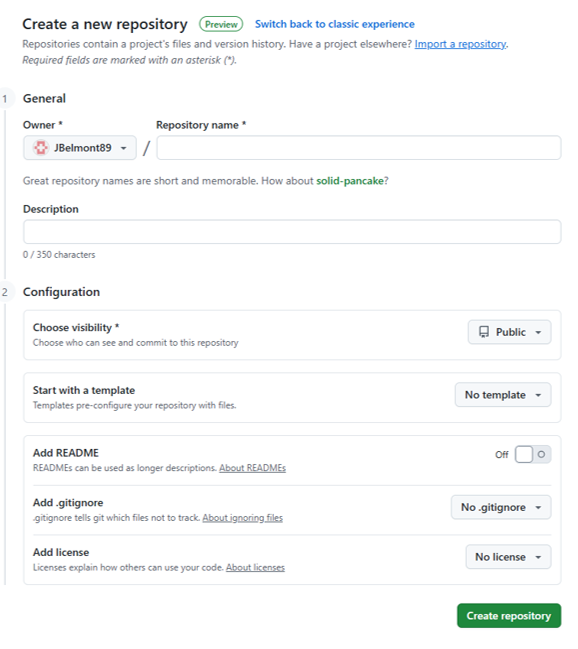 Create a new repository Preview Switch back to classic experience
Repositories contain a project's files and version history. Have a project elsewhere? Import a repository.
Required fields are marked with an asterisk (*).
1 General
Owner * Repository name *
JBelmont89 /
Great repository names are short and memorable. How about solid-pancake?
Description
0 / 350 characters
2 Configuration
Choose visibility *
Choose who can see and commit to this repository
Public
Start with a template
Templates pre-configure your repository with files.
No template
Add README
READMEs can be used as longer descriptions. About READMEs
Off
Add .gitignore
.gitignore tells git which files not to track. About ignoring files
No .gitignore
Add license
Licenses explain how others can use your code. About licenses
No license
Create repository